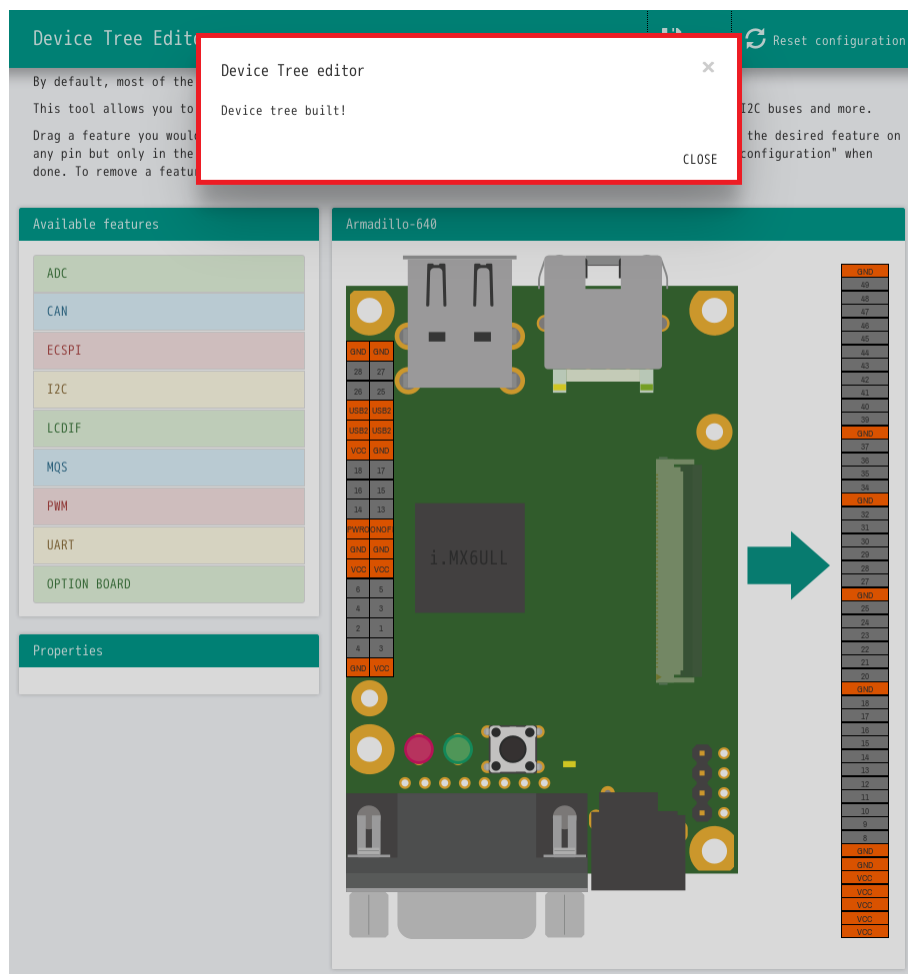 Device Tree Edit
Reset configuration
Device Tree editor
×
Device tree built!
CLOSE
By default, most of the
This tool allows you to
I2C buses and more.
Drag a feature you
the desired feature on
any pin but only in the
configuration" when
done. To remove a
Available features
ADC
CAN
ECSPI
I2C
LCDIF
MQS
PWM
UART
OPTION BOARD
Properties
Armadillo-640
GND GND
28 27
26 25
USB2 USB2
USB2 USB2
VCC GND
18 17
16 15
14 13
PWRO ONOF
GND GND
VCC VCC
6 5
4 3
2 1
4 3
GND VCC
i.MX6ULL
GND
49
48
47
46
45
44
43
42
41
40
39
GND
37
36
35
34
GND
32
31
30
29
28
27
GND
25
24
23
22
21
20
GND
18
17
16
15
14
13
12
11
10
9
8
GND
GND
VCC
VCC
VCC
VCC
VCC